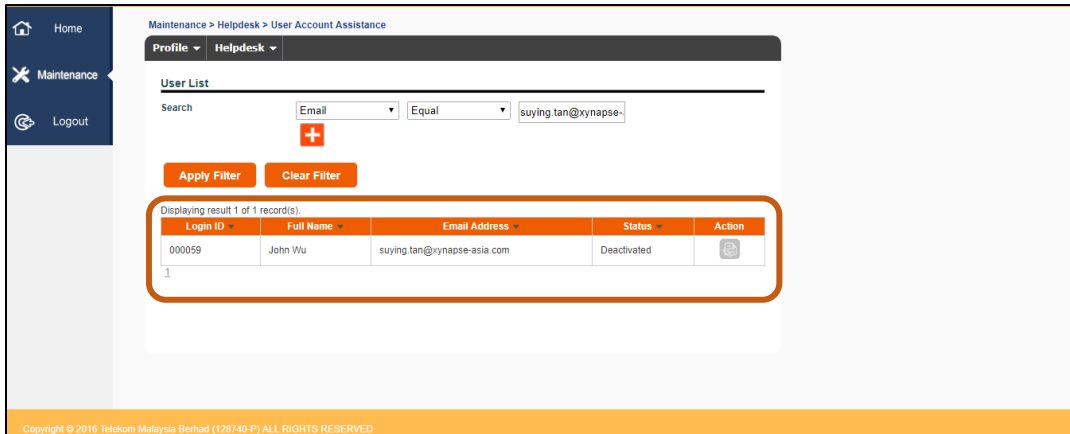 Home
Maintenance
Logout
Maintenance > Helpdesk > User Account Assistance
Profile Helpdesk
User List
Search Email Equal suying.tan@xynapse-
Apply Filter Clear Filter
Displaying result 1 of 1 record(s).
Login ID Full Name Email Address Status Action
000059 John Wu suying.tan@xynapse-asia.com Deactivated
1
Copyright © 2016 Telekom Malaysia Berhad (128740-P) ALL RIGHTS RESERVED